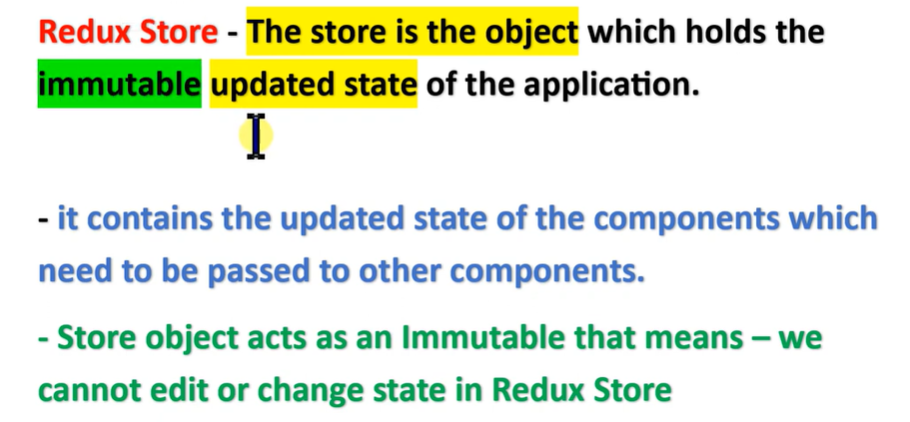 Redux Store - The store is the object which holds the
immutable updated state of the application.
- it contains the updated state of the components which
need to be passed to other components.
- Store object acts as an Immutable that means – we
cannot edit or change state in Redux Store